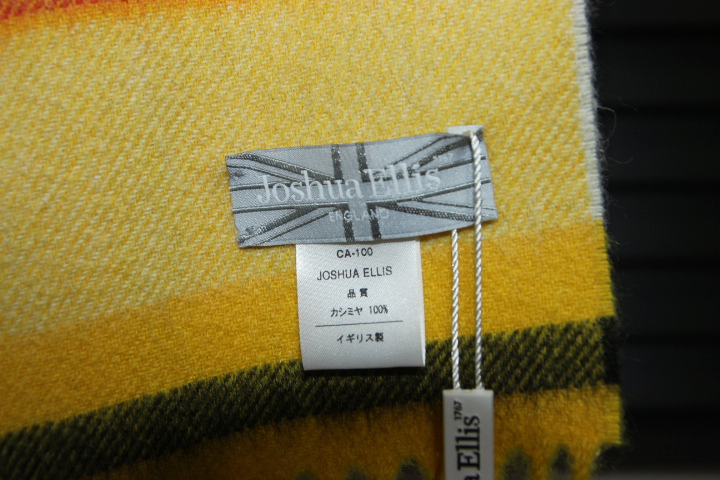 Joshua Ellis
ENGLAND
CA-100
JOSHUA ELLIS
品質
カシミヤ 100%
イギリス製
1767
Ellis